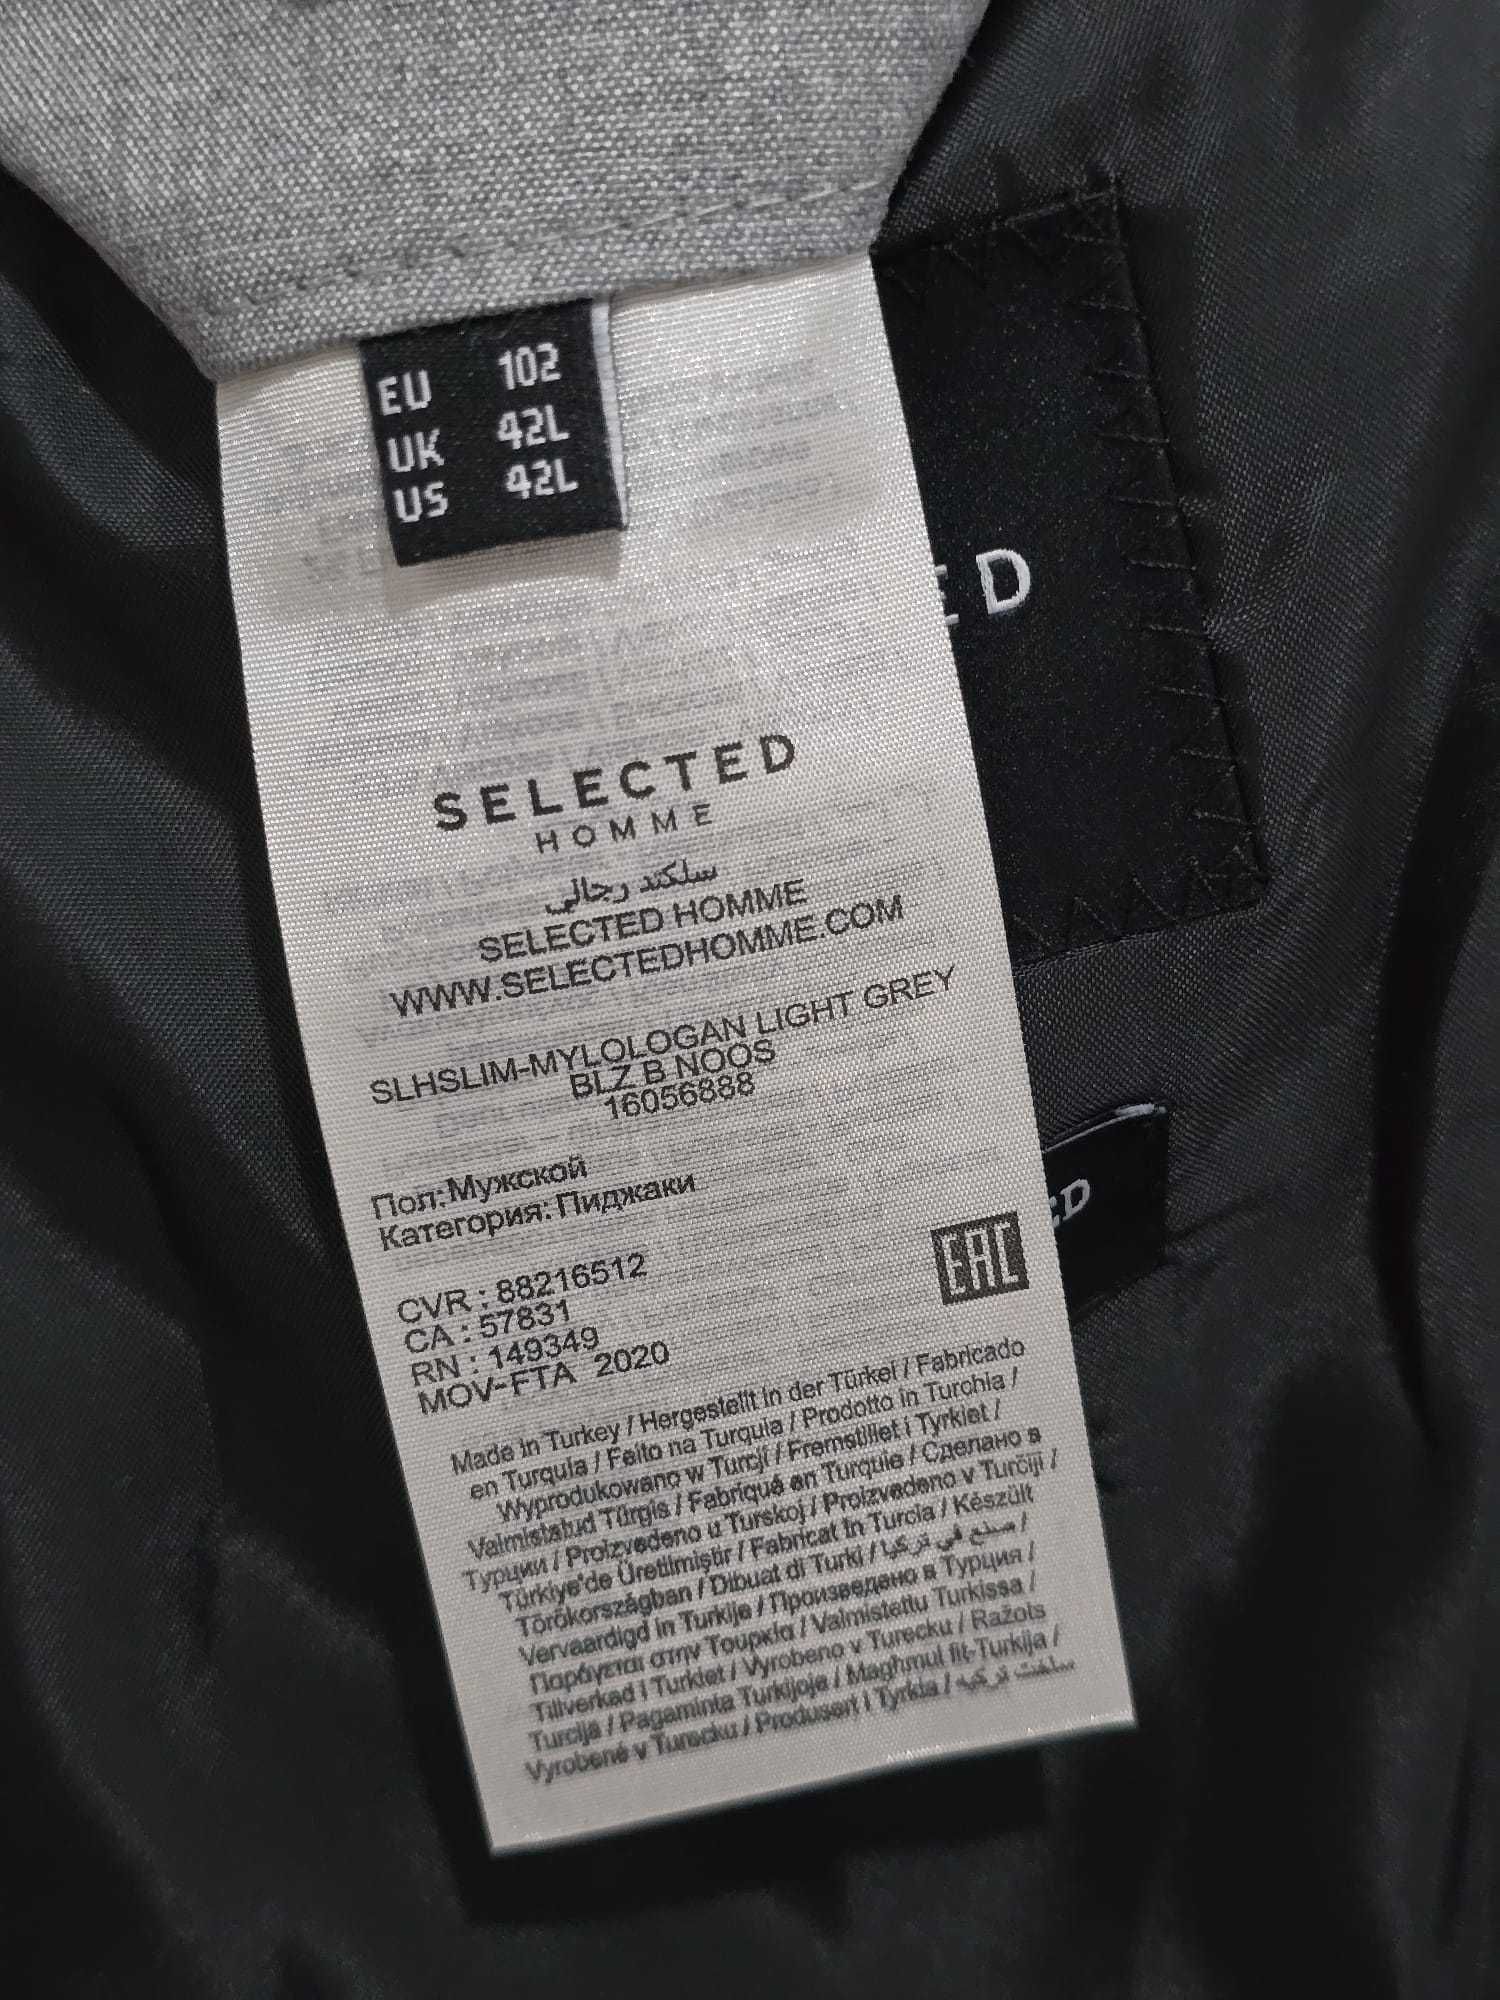 EU 102
UK 42L
US 42L
ED
SELECTED
HOMME
سلكتد رجالي
SELECTED HOMME
WWW.SELECTEDHOMME.COM
SLHSLIM-MYLOLOGAN LIGHT GREY
BLZ B NOOS
16056888
Пол:Мужской
Категория:Пиджаки
ED
EAC
CVR : 88216512
CA : 57831
RN : 149349
MOV-FTA 2020
Made in Turkey / Hergestellt in der Türkei / Fabricado
en Turquia / Feito na Turquia / Prodotto in Turchia /
Wyprodukowano w Turcji / Fremstillet i Tyrkiet /
Valmistatud Türgis / Fabriqué en Turquie / Сделано в
Турции / Proizvedeno u Turskoj / Proizvedeno v Turčiji /
Türkiye'de Üretilmiştir / Fabricat în Turcia / Készült
Törökországban / Dibuat di Turki / صنع في تركيا /
Vervaardigd in Turkije / Произведено в Турция /
Παράγεται στην Τουρκία / Valmistettu Turkissa /
Tillverkad i Turkiet / Vyrobeno v Turecku / Ražots
Turcija / Pagaminta Turkijoje / Maghmul fit-Turkija /
Vyrobené v Turecku / Produsert i Tyrkia / ساخت ترکیه